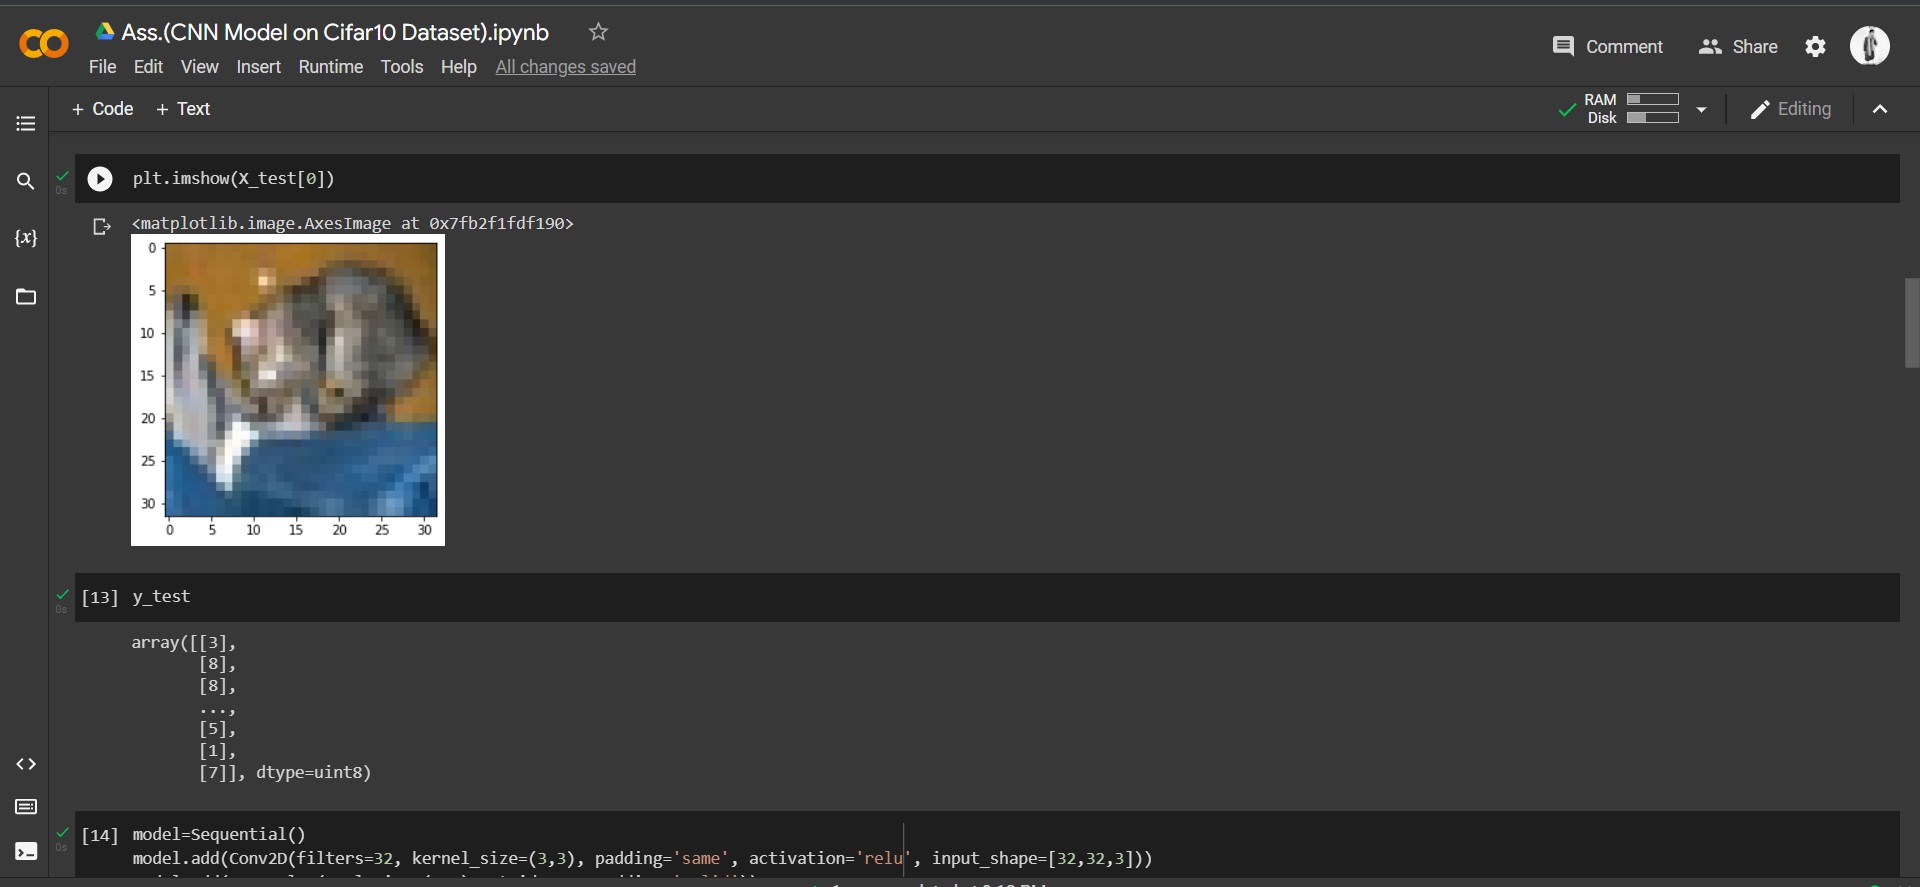 Ass.(CNN Model on Cifar10 Dataset).ipynb
File Edit View Insert Runtime Tools Help All changes saved
Comment Share
+ Code + Text
RAM
Disk
Editing
{x}
0s
plt.imshow(X_test[0])
<matplotlib.image.AxesImage at 0x7fb2f1fdf190>
0
5
10
15
20
25
30
0 5 10 15 20 25 30
0s
[13] y_test
array([[3],
[8],
[8],
...,
[5],
[1],
[7]], dtype=uint8)
0s
[14] model=Sequential()
model.add(Conv2D(filters=32, kernel_size=(3,3), padding='same', activation='relu', input_shape=[32,32,3]))